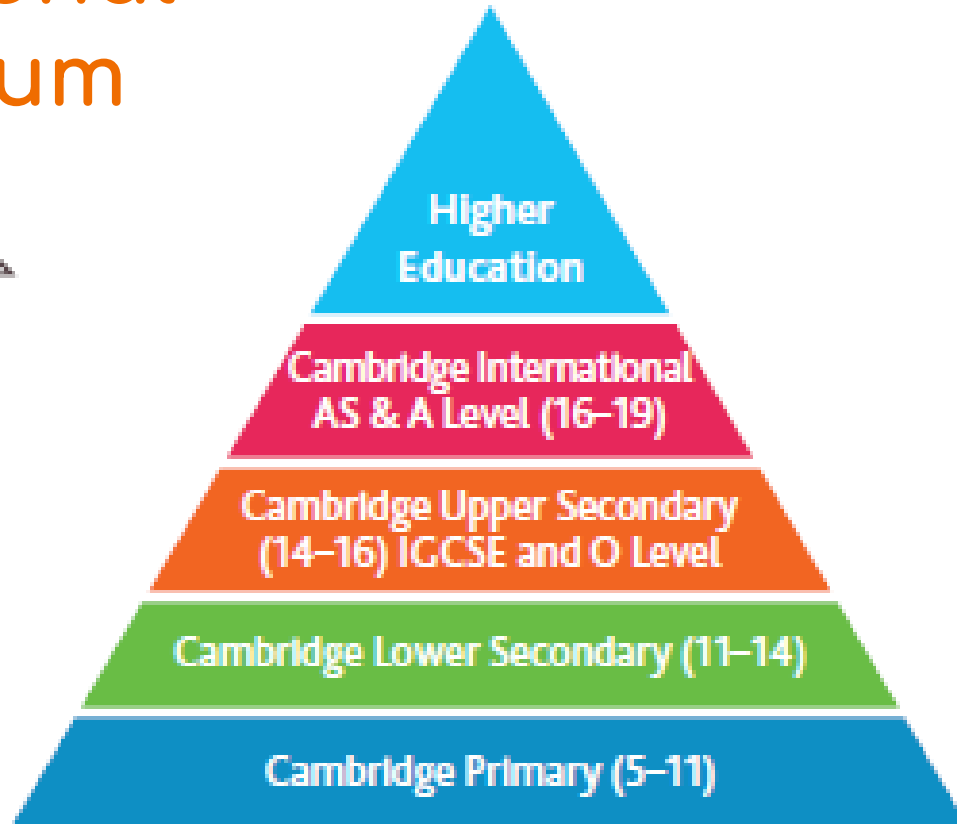 um
Higher
Education
Cambridge International
AS & A Level (16–19)
Cambridge Upper Secondary
(14–16) IGCSE and O Level
Cambridge Lower Secondary (11–14)
Cambridge Primary (5–11)